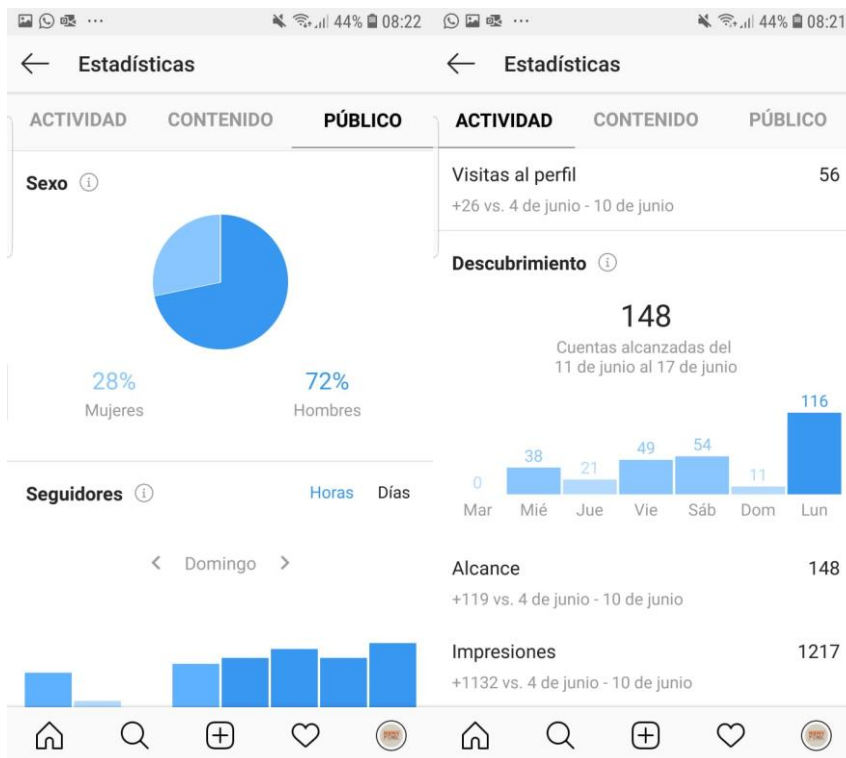 44% 08:22
Estadísticas
ACTIVIDAD CONTENIDO PÚBLICO
Sexo
28% 72%
Mujeres Hombres
Seguidores Horas Días
Domingo
44% 08:21
Estadísticas
ACTIVIDAD CONTENIDO PÚBLICO
Visitas al perfil 56
+26 vs. 4 de junio - 10 de junio
Descubrimiento
148
Cuentas alcanzadas del
11 de junio al 17 de junio
0 38 21 49 54 11 116
Mar Mié Jue Vie Sáb Dom Lun
Alcance 148
+119 vs. 4 de junio - 10 de junio
Impresiones 1217
+1132 vs. 4 de junio - 10 de junio